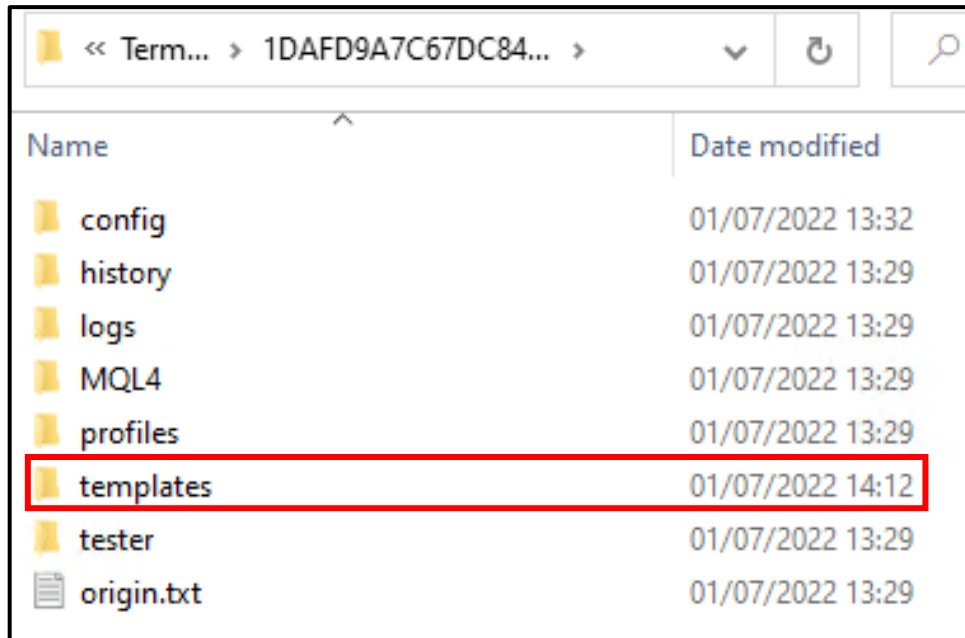 « Term... › 1DAFD9A7C67DC84... ›
Name Date modified
config 01/07/2022 13:32
history 01/07/2022 13:29
logs 01/07/2022 13:29
MQL4 01/07/2022 13:29
profiles 01/07/2022 13:29
templates 01/07/2022 14:12
tester 01/07/2022 13:29
origin.txt 01/07/2022 13:29